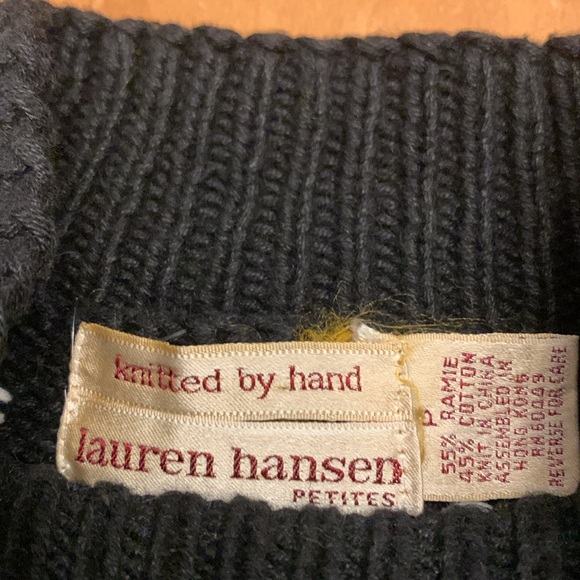 knitted by hand
lauren hansen
PETITES
P
55% RAMIE
45% COTTON
KNIT IN CHINA
ASSEMBLED IN
HONG KONG
RN 60449
REVERSE FOR CARE